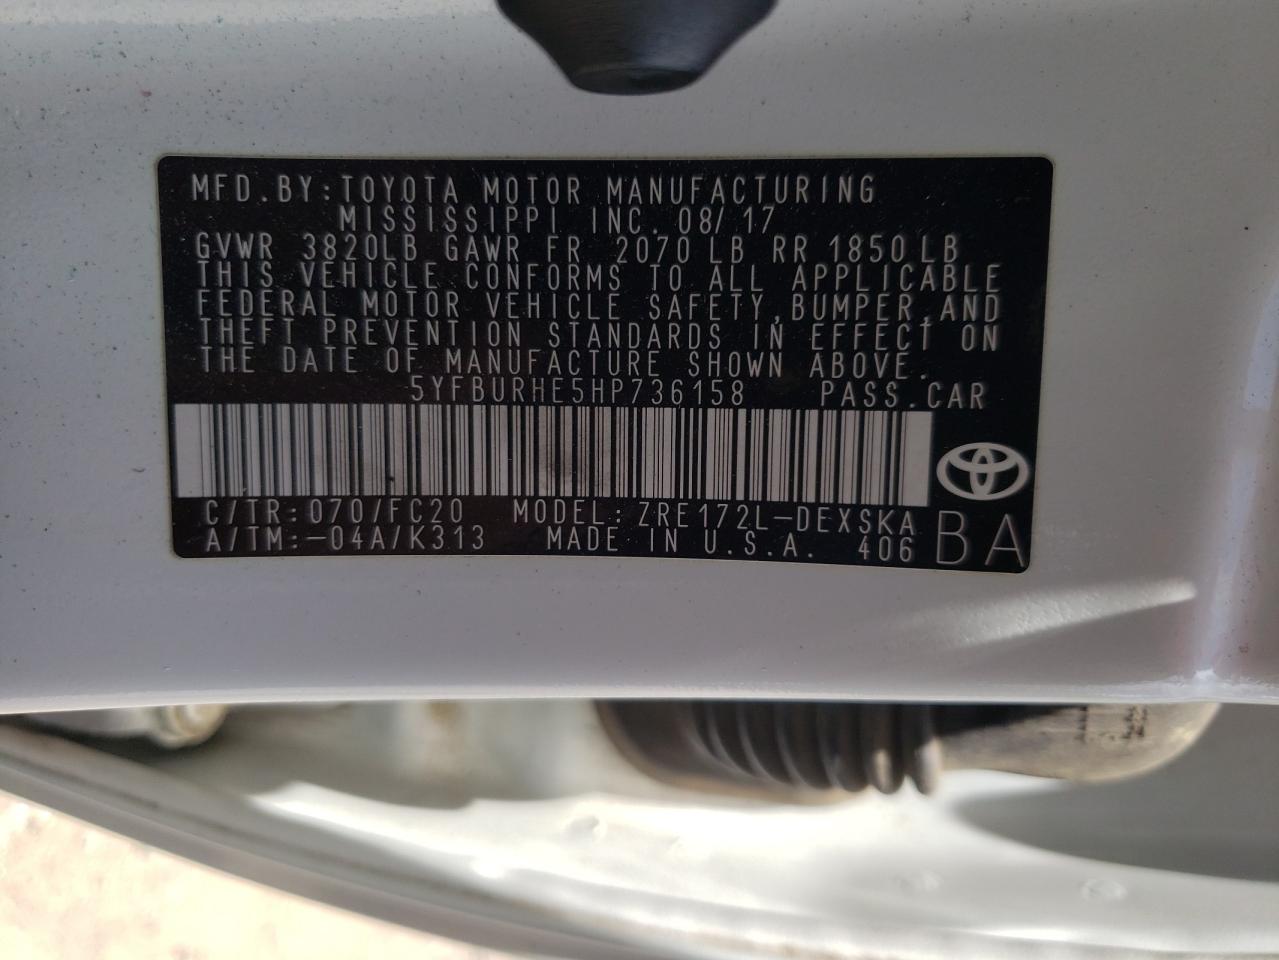 MFD.BY:TOYOTA MOTOR MANUFACTURING
MISSISSIPPI INC. 08/17
GVWR 3820LB GAWR FR 2070 LB RR 1850 LB
THIS VEHICLE CONFORMS TO ALL APPLICABLE
FEDERAL MOTOR VEHICLE SAFETY,BUMPER,AND
THEFT PREVENTION STANDARDS IN EFFECT ON
THE DATE OF MANUFACTURE SHOWN ABOVE.
5YFBURHE5HP736158 PASS.CAR
C/TR:070/FC20 MODEL:ZRE172L-DEXSKA
A/TM:-04A/K313 MADE IN U.S.A. 406 BA